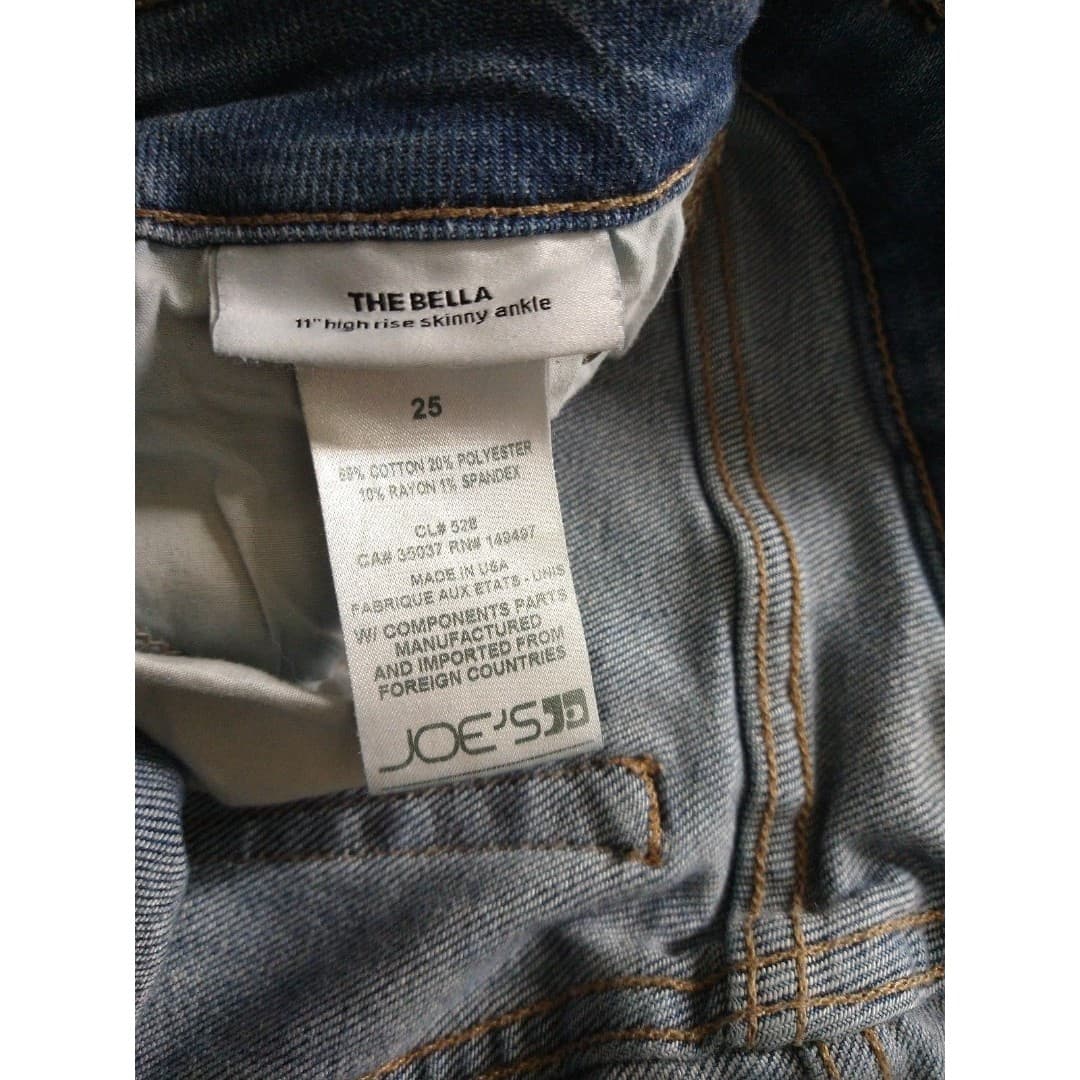 THE BELLA
11" high rise skinny ankle
25
69% COTTON 20% POLYESTER
10% RAYON 1% SPANDEX
CL# 528
CA# 35037 RN# 149497
MADE IN USA
FABRIQUE AUX ETATS - UNIS
W/ COMPONENTS PARTS
MANUFACTURED
AND IMPORTED FROM
FOREIGN COUNTRIES
JOE'S